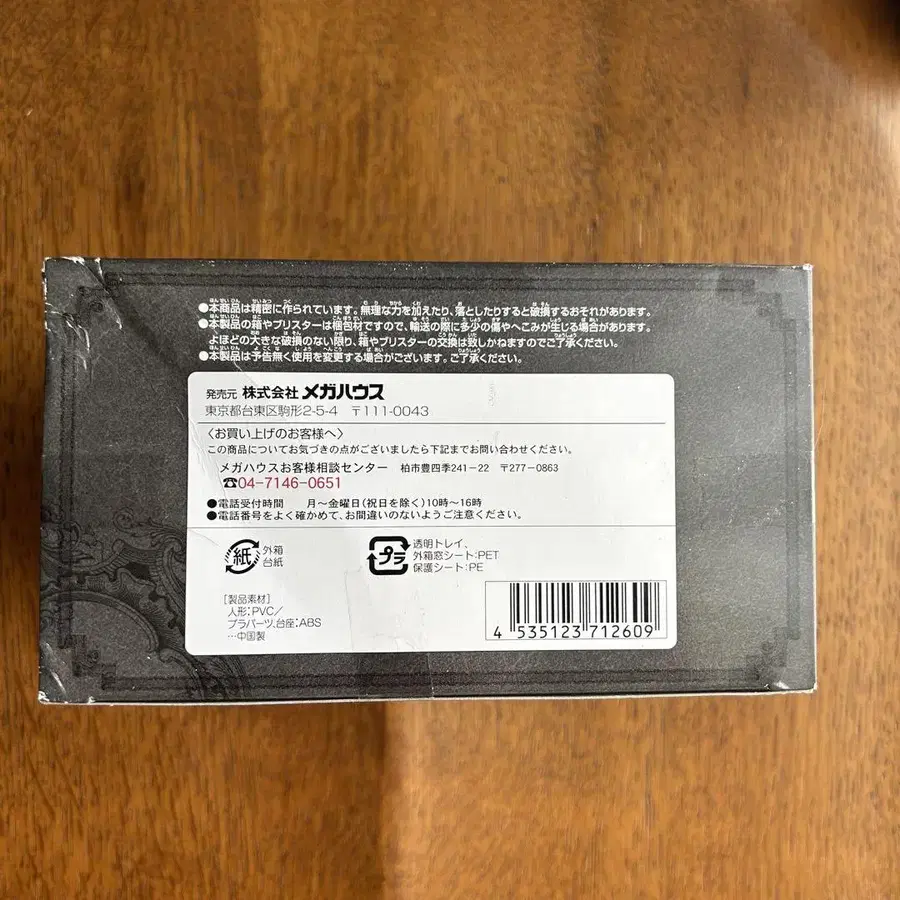 ●本商品は精密に作られています。無理な力を加えたり、落としたりすると破損するおそれがあります。
●本製品の箱やブリスターは梱包材ですので、輸送の際に多少の傷やへこみが生じる場合があります。
よほどの大きな破損のない限り、箱やブリスターの交換は致しかねますのでご了承ください。
●本製品は予告無く使用を変更する場合がございます。ご了承ください。
発売元 株式会社 メガハウス
東京都台東区駒形2-5-4 〒111-0043
〈お買い上げのお客様へ〉
この商品についてお気づきの点がございましたら下記までお問い合わせください。
メガハウスお客様相談センター 柏市豊四季241-22 〒277-0863
☎04-7146-0651
●電話受付時間 月～金曜日(祝日を除く)10時～16時
●電話番号をよく確かめて、お間違いのないようご注意ください。
紙 外箱
台紙
プラ 透明トレイ、
外箱窓シート:PET
保護シート:PE
[製品素材]
人形:PVC/
プラパーツ,台座:ABS
…中国製
4 535123 712609